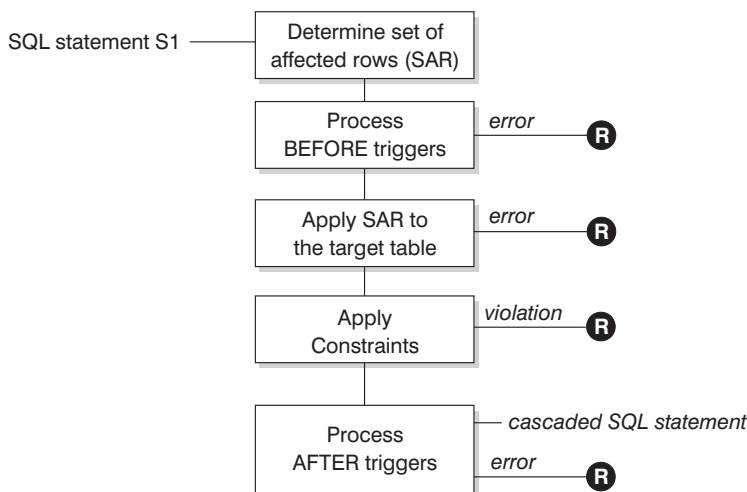 SQL statement S1
Determine set of
affected rows (SAR)
Process
BEFORE triggers
error
R
Apply SAR to
the target table
error
R
Apply
Constraints
violation
R
Process
AFTER triggers
cascaded SQL statement
error
R